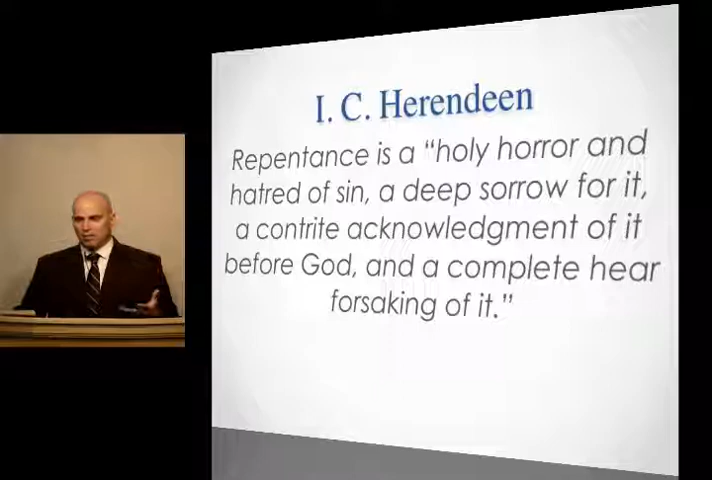 I. C. Herendeen
Repentance is a “holy horror and
hatred of sin, a deep sorrow for it,
a contrite acknowledgment of it
before God, and a complete hear
forsaking of it.”